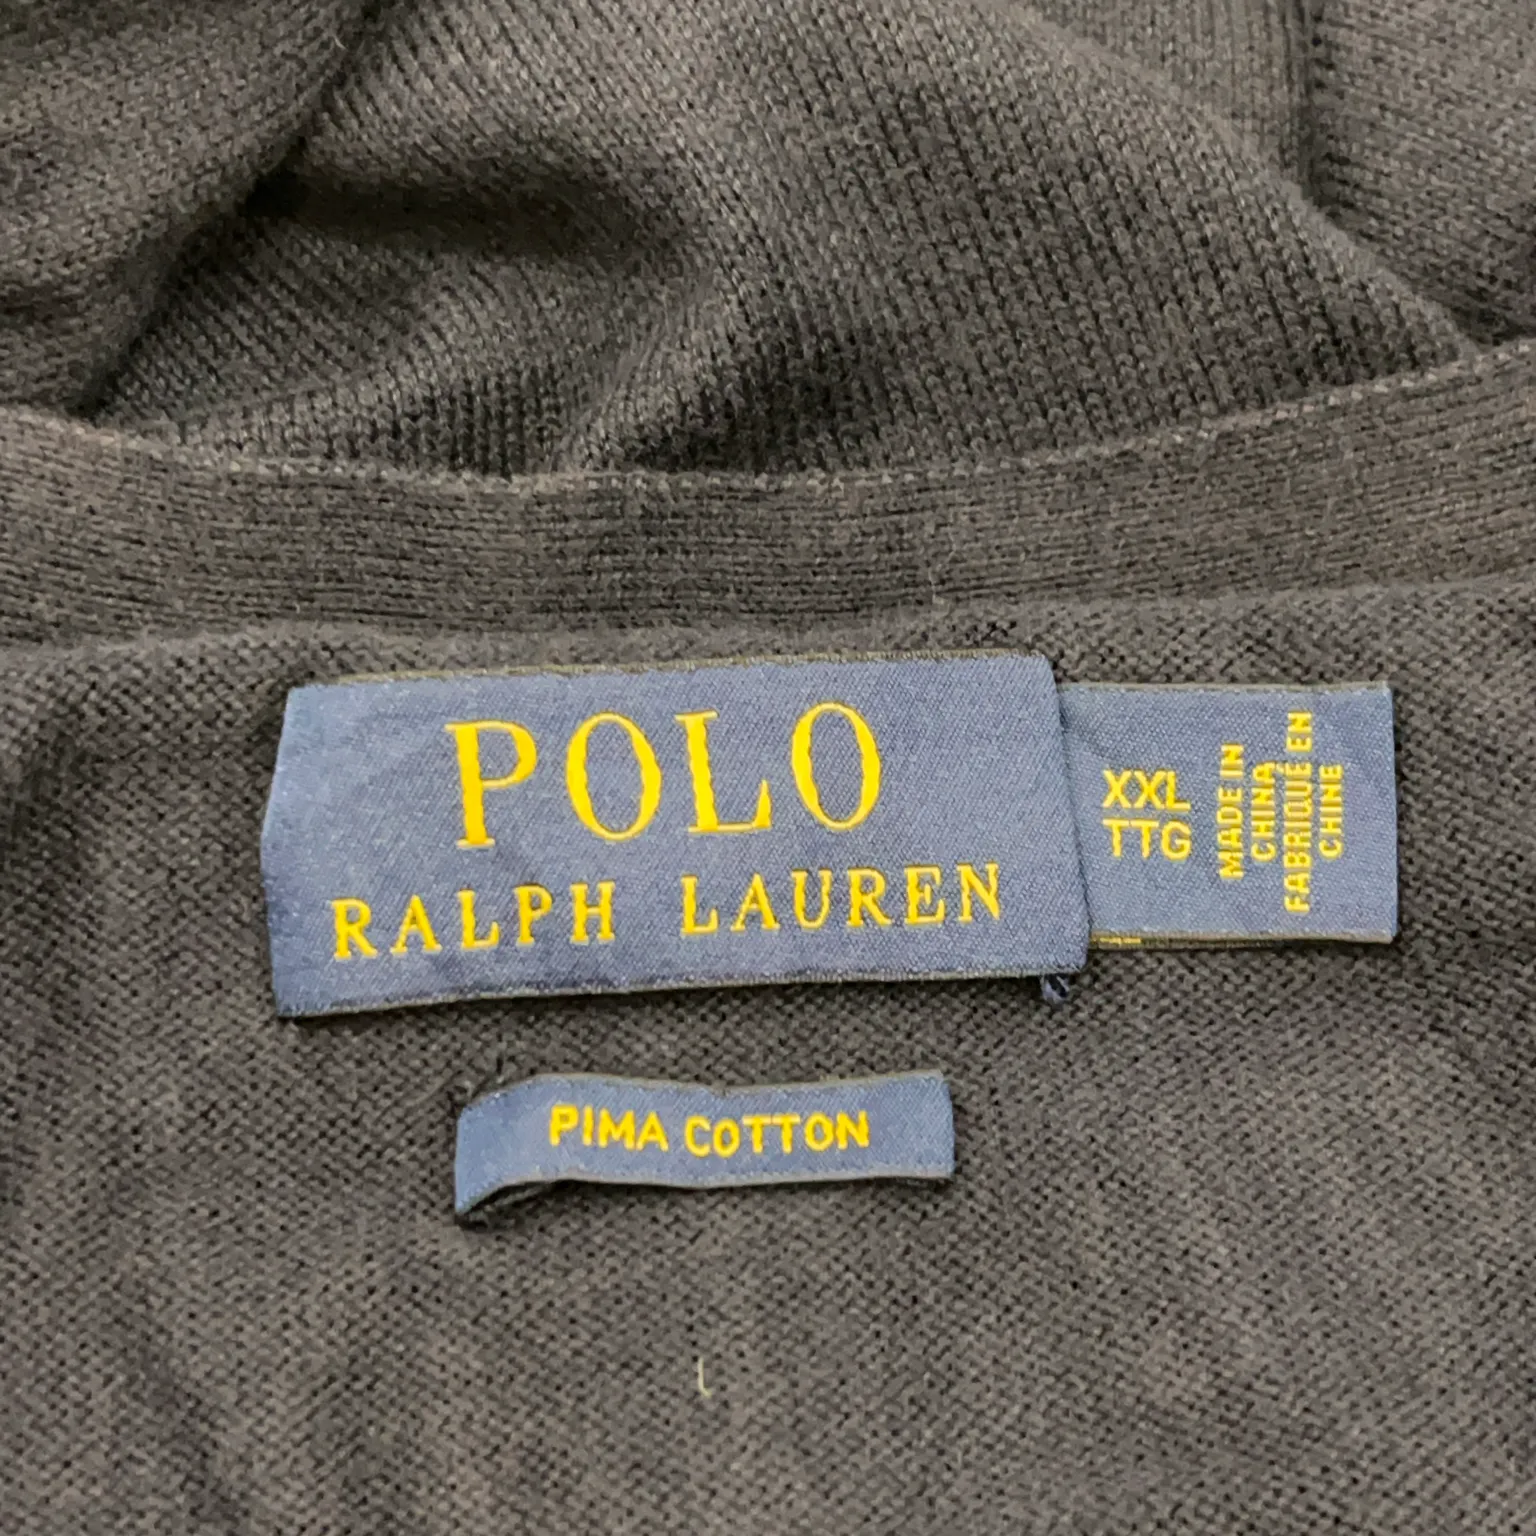 POLO
RALPH LAUREN
XXL
TTG
MADE IN
CHINA
FABRIQUÉ EN
CHINE
PIMA COTTON